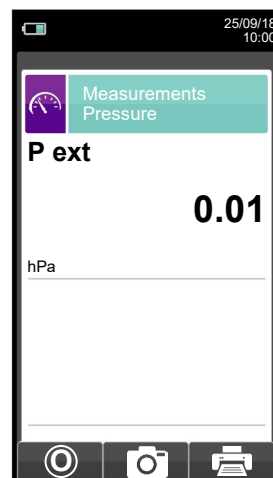 25/09/18
10:00
Measurements
Pressure
P ext
0.01
hPa
O